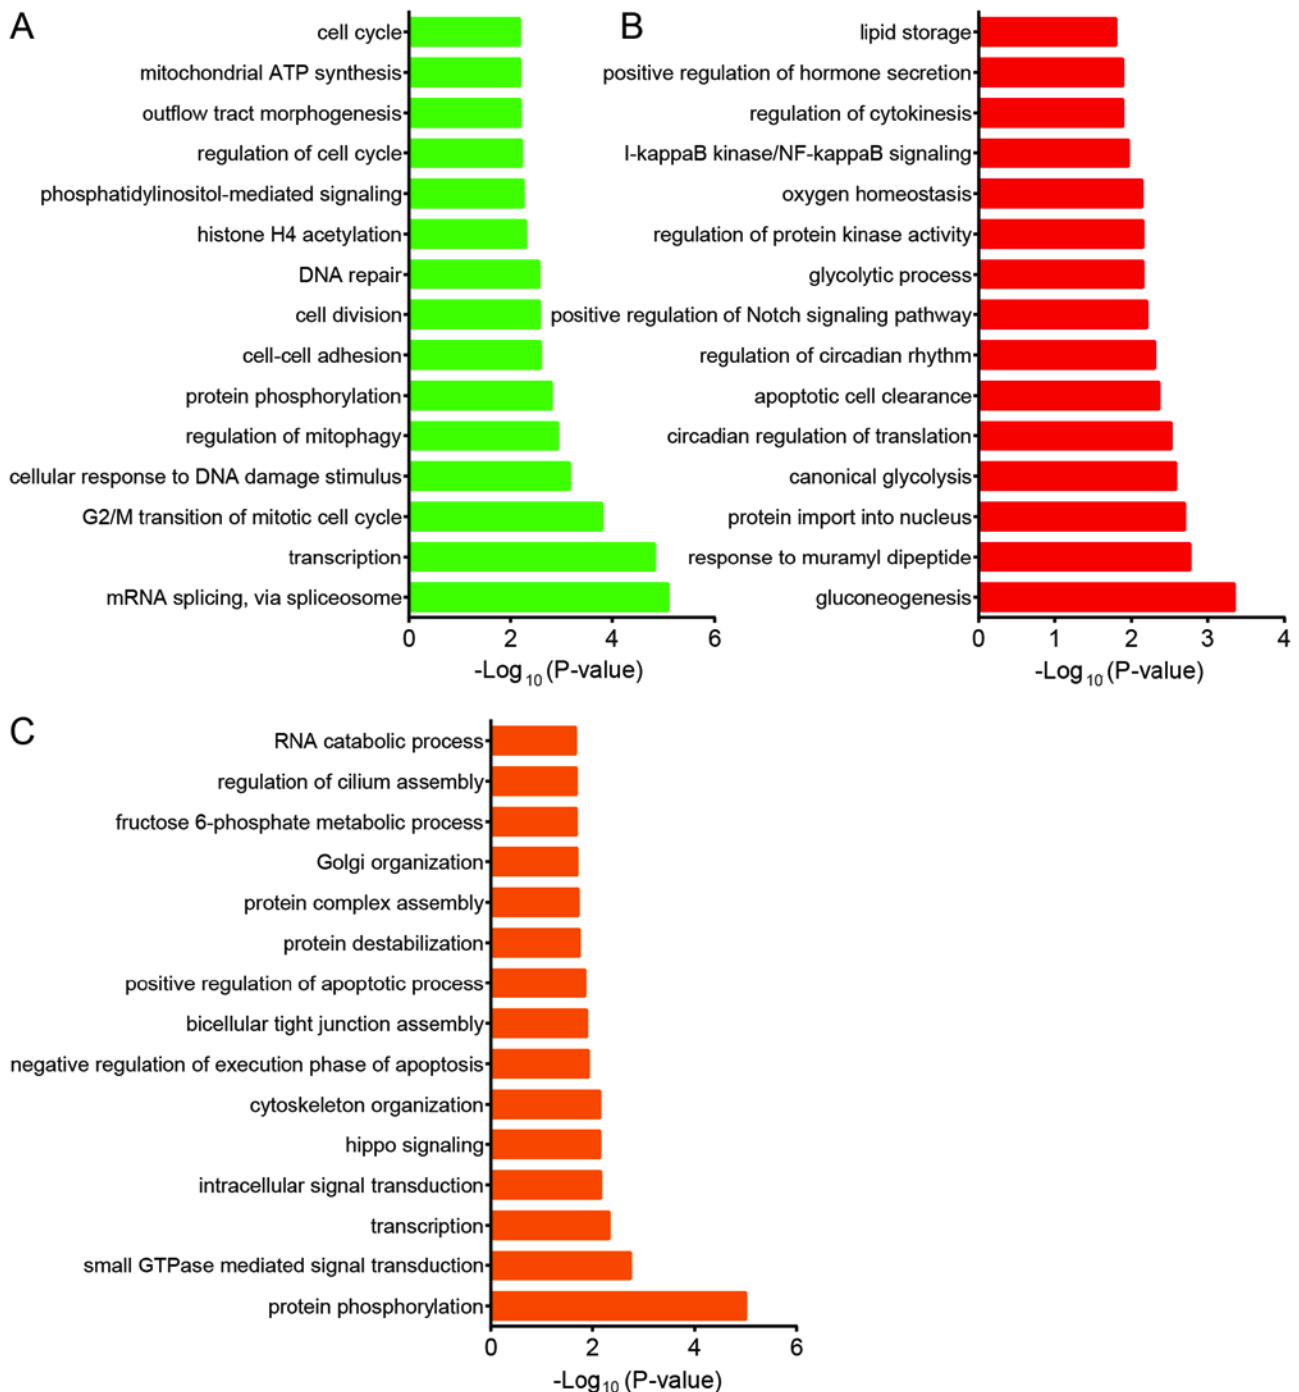 A
cell cycle
mitochondrial ATP synthesis
outflow tract morphogenesis
regulation of cell cycle
phosphatidylinositol-mediated signaling
histone H4 acetylation
DNA repair
cell division
cell-cell adhesion
protein phosphorylation
regulation of mitophagy
cellular response to DNA damage stimulus
G2/M transition of mitotic cell cycle
transcription
mRNA splicing, via spliceosome
0 2 4 6
-Log10 (P-value)
B
lipid storage
positive regulation of hormone secretion
regulation of cytokinesis
I-kappaB kinase/NF-kappaB signaling
oxygen homeostasis
regulation of protein kinase activity
glycolytic process
positive regulation of Notch signaling pathway
regulation of circadian rhythm
apoptotic cell clearance
circadian regulation of translation
canonical glycolysis
protein import into nucleus
response to muramyl dipeptide
gluconeogenesis
0 1 2 3 4
-Log10 (P-value)
C
RNA catabolic process
regulation of cilium assembly
fructose 6-phosphate metabolic process
Golgi organization
protein complex assembly
protein destabilization
positive regulation of apoptotic process
bicellular tight junction assembly
negative regulation of execution phase of apoptosis
cytoskeleton organization
hippo signaling
intracellular signal transduction
transcription
small GTPase mediated signal transduction
protein phosphorylation
0 2 4 6
-Log10 (P-value)